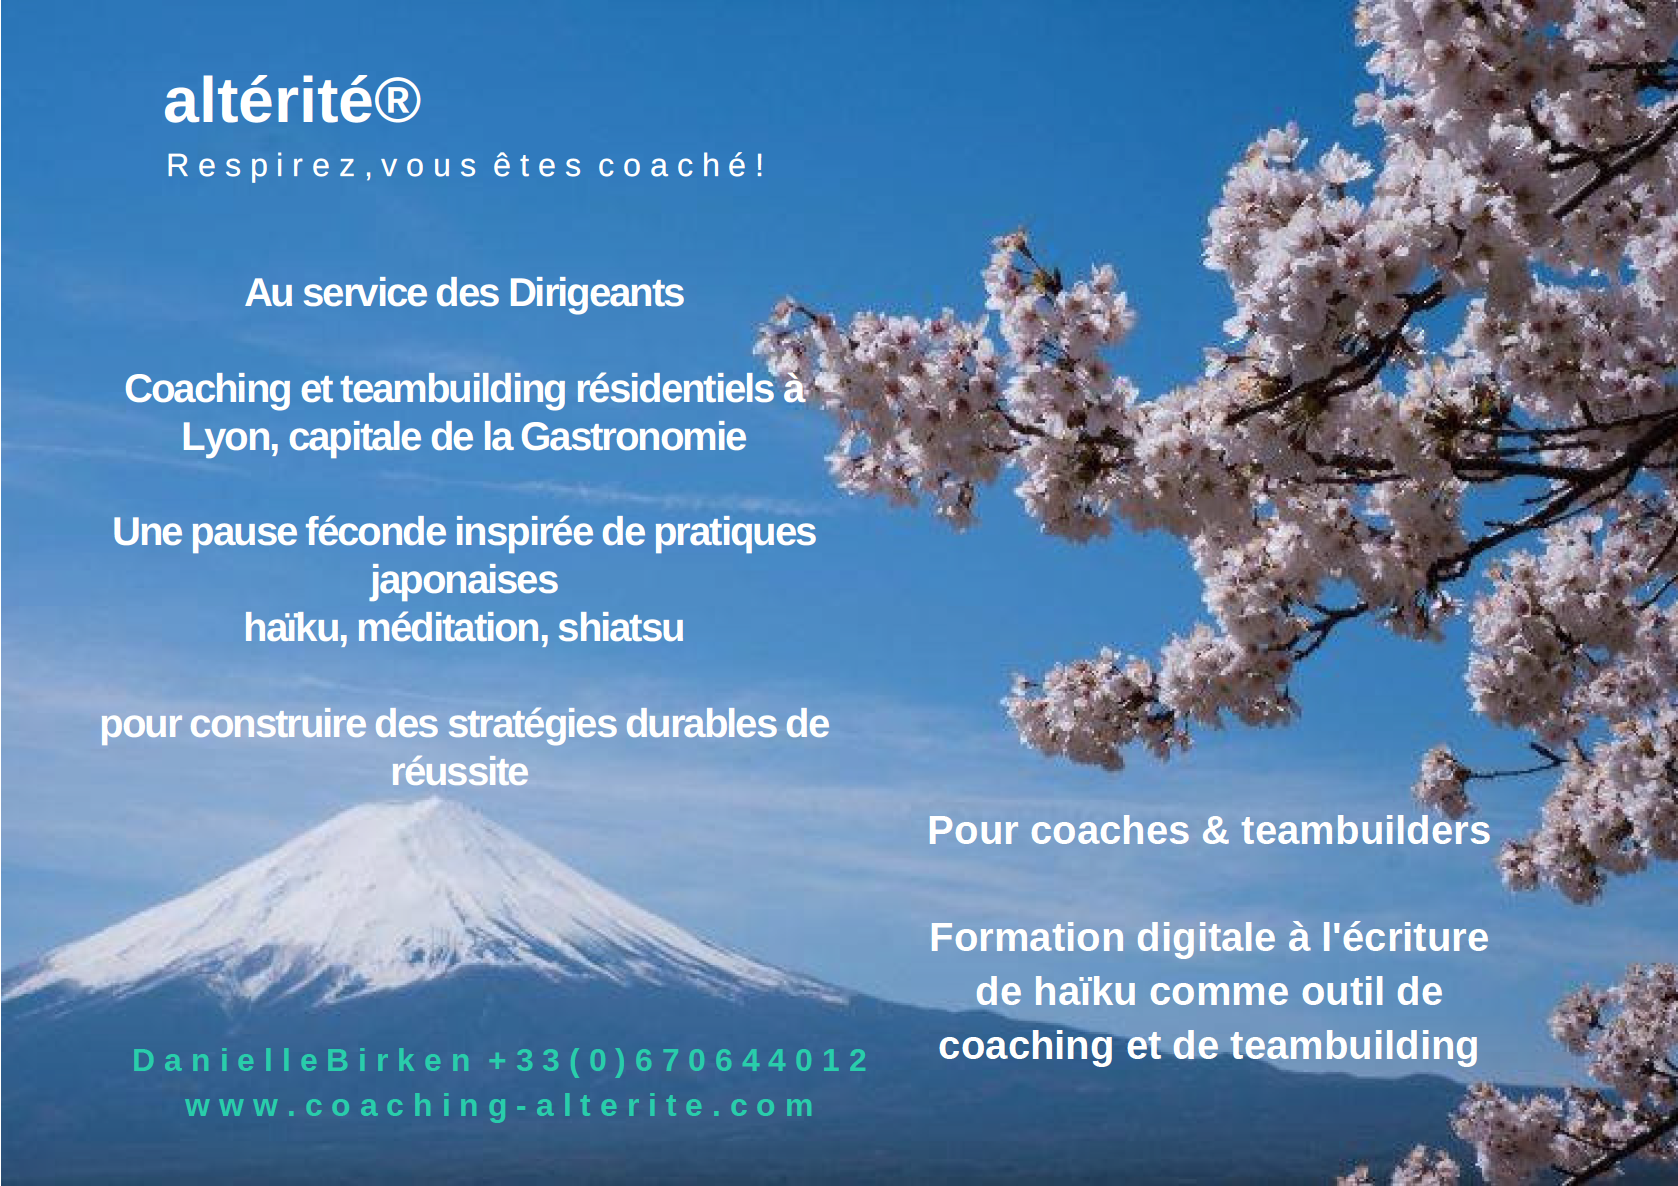 altérité®
Respirez,vous êtes coaché!
Au service des Dirigeants
Coaching et teambuilding résidentiels à
Lyon, capitale de la Gastronomie
Une pause féconde inspirée de pratiques
japonaises
haïku, méditation, shiatsu
pour construire des stratégies durables de
réussite
Pour coaches & teambuilders
Formation digitale à l'écriture
de haïku comme outil de
coaching et de teambuilding
DanielleBirken +33(0)670644012
www.coaching-alterite.com